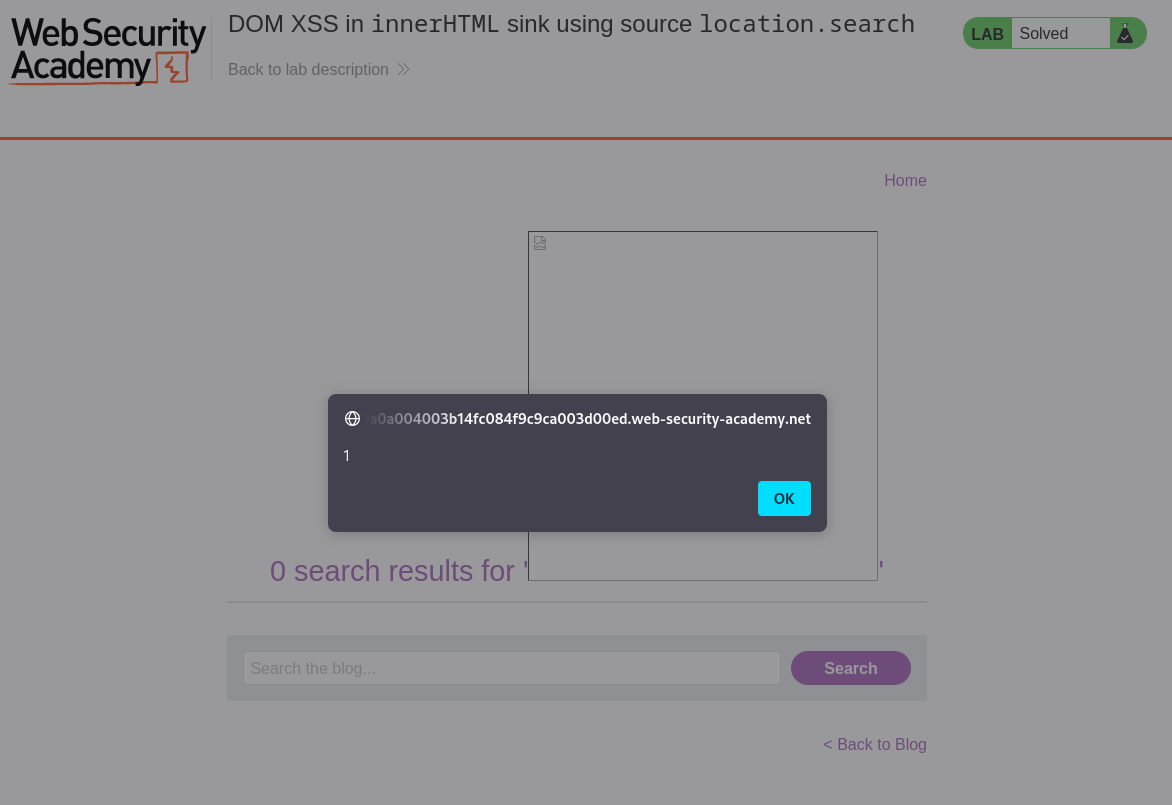 Web Security
Academy
DOM XSS in innerHTML sink using source location.search
Back to lab description
LAB Solved
Home
a0a004003b14fc084f9c9ca003d00ed.web-security-academy.net
1
OK
0 search results for ' '
Search the blog...
Search
< Back to Blog